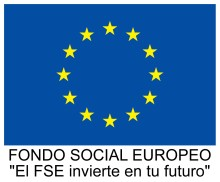 FONDO SOCIAL EUROPEO
"El FSE invierte en tu futuro"